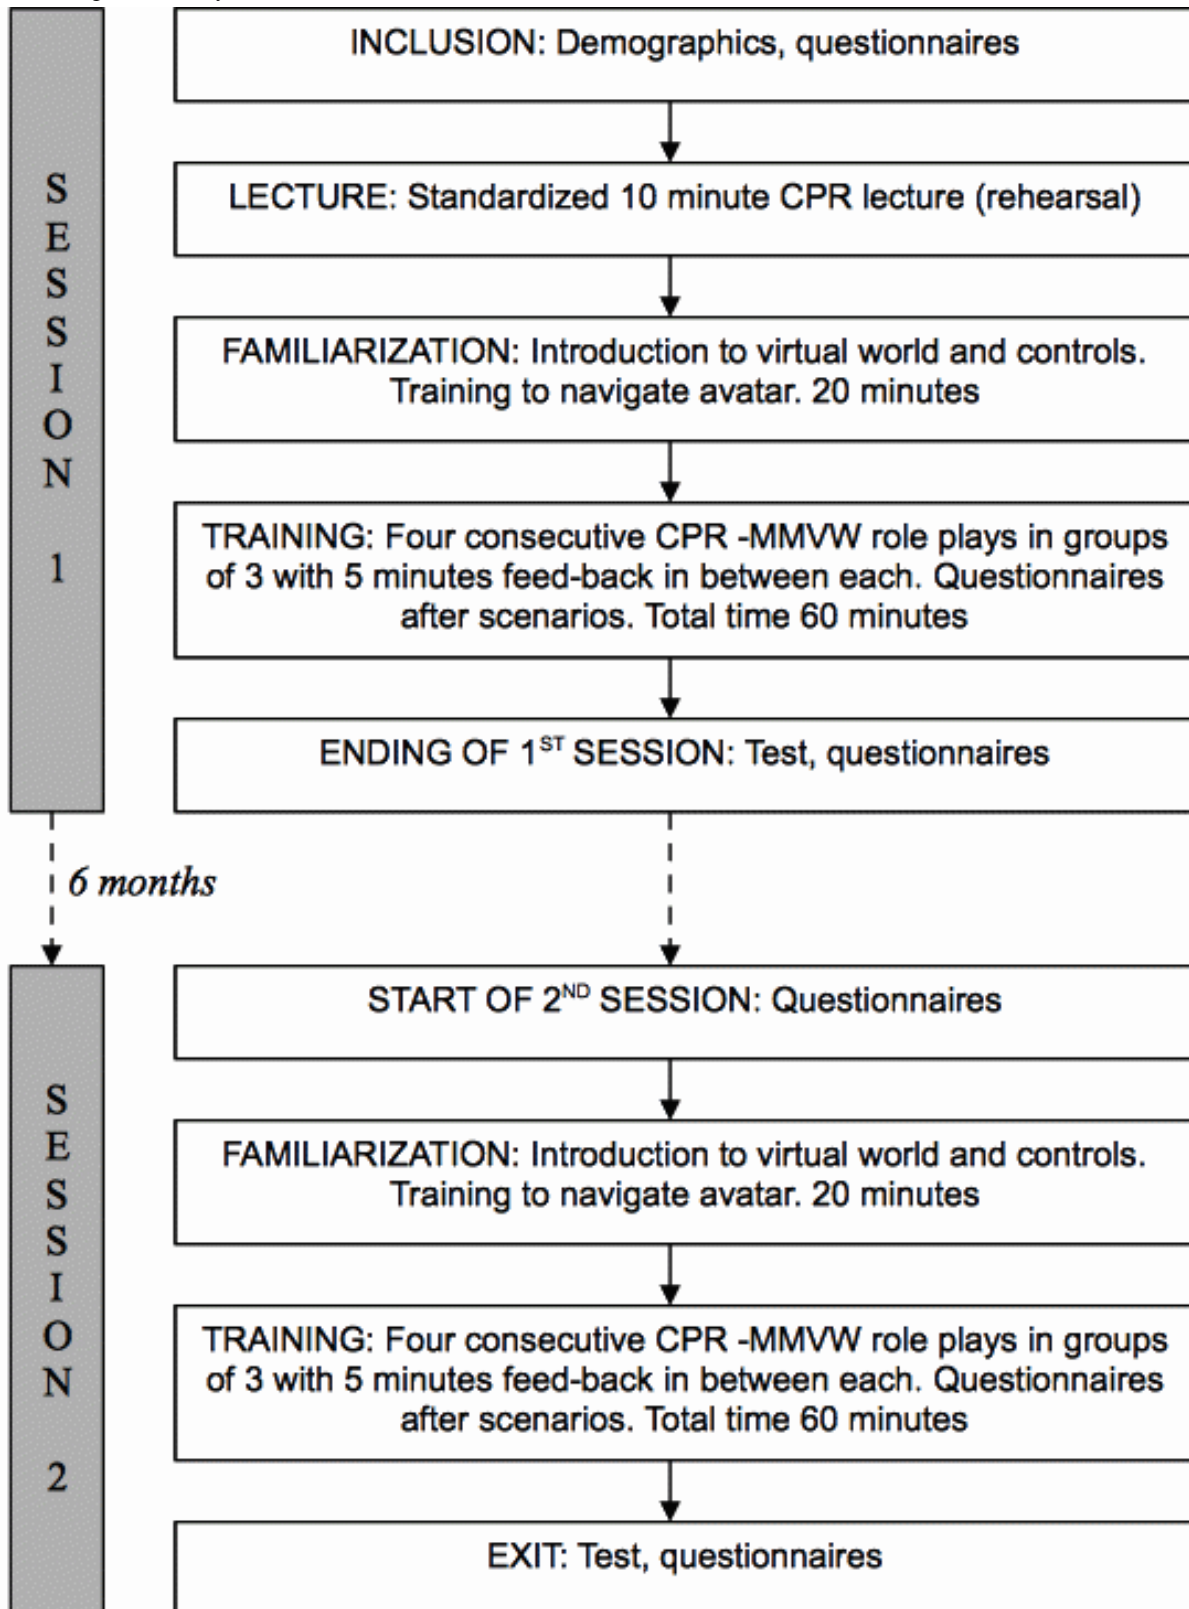 INCLUSION: Demographics, questionnaires
LECTURE: Standardized 10 minute CPR lecture (rehearsal)
FAMILIARIZATION: Introduction to virtual world and controls.
Training to navigate avatar. 20 minutes
TRAINING: Four consecutive CPR -MMVW role plays in groups
of 3 with 5 minutes feed-back in between each. Questionnaires
after scenarios. Total time 60 minutes
ENDING OF 1ST SESSION: Test, questionnaires
SESSION 1
6 months
START OF 2ND SESSION: Questionnaires
FAMILIARIZATION: Introduction to virtual world and controls.
Training to navigate avatar. 20 minutes
TRAINING: Four consecutive CPR -MMVW role plays in groups
of 3 with 5 minutes feed-back in between each. Questionnaires
after scenarios. Total time 60 minutes
EXIT: Test, questionnaires
SESSION 2